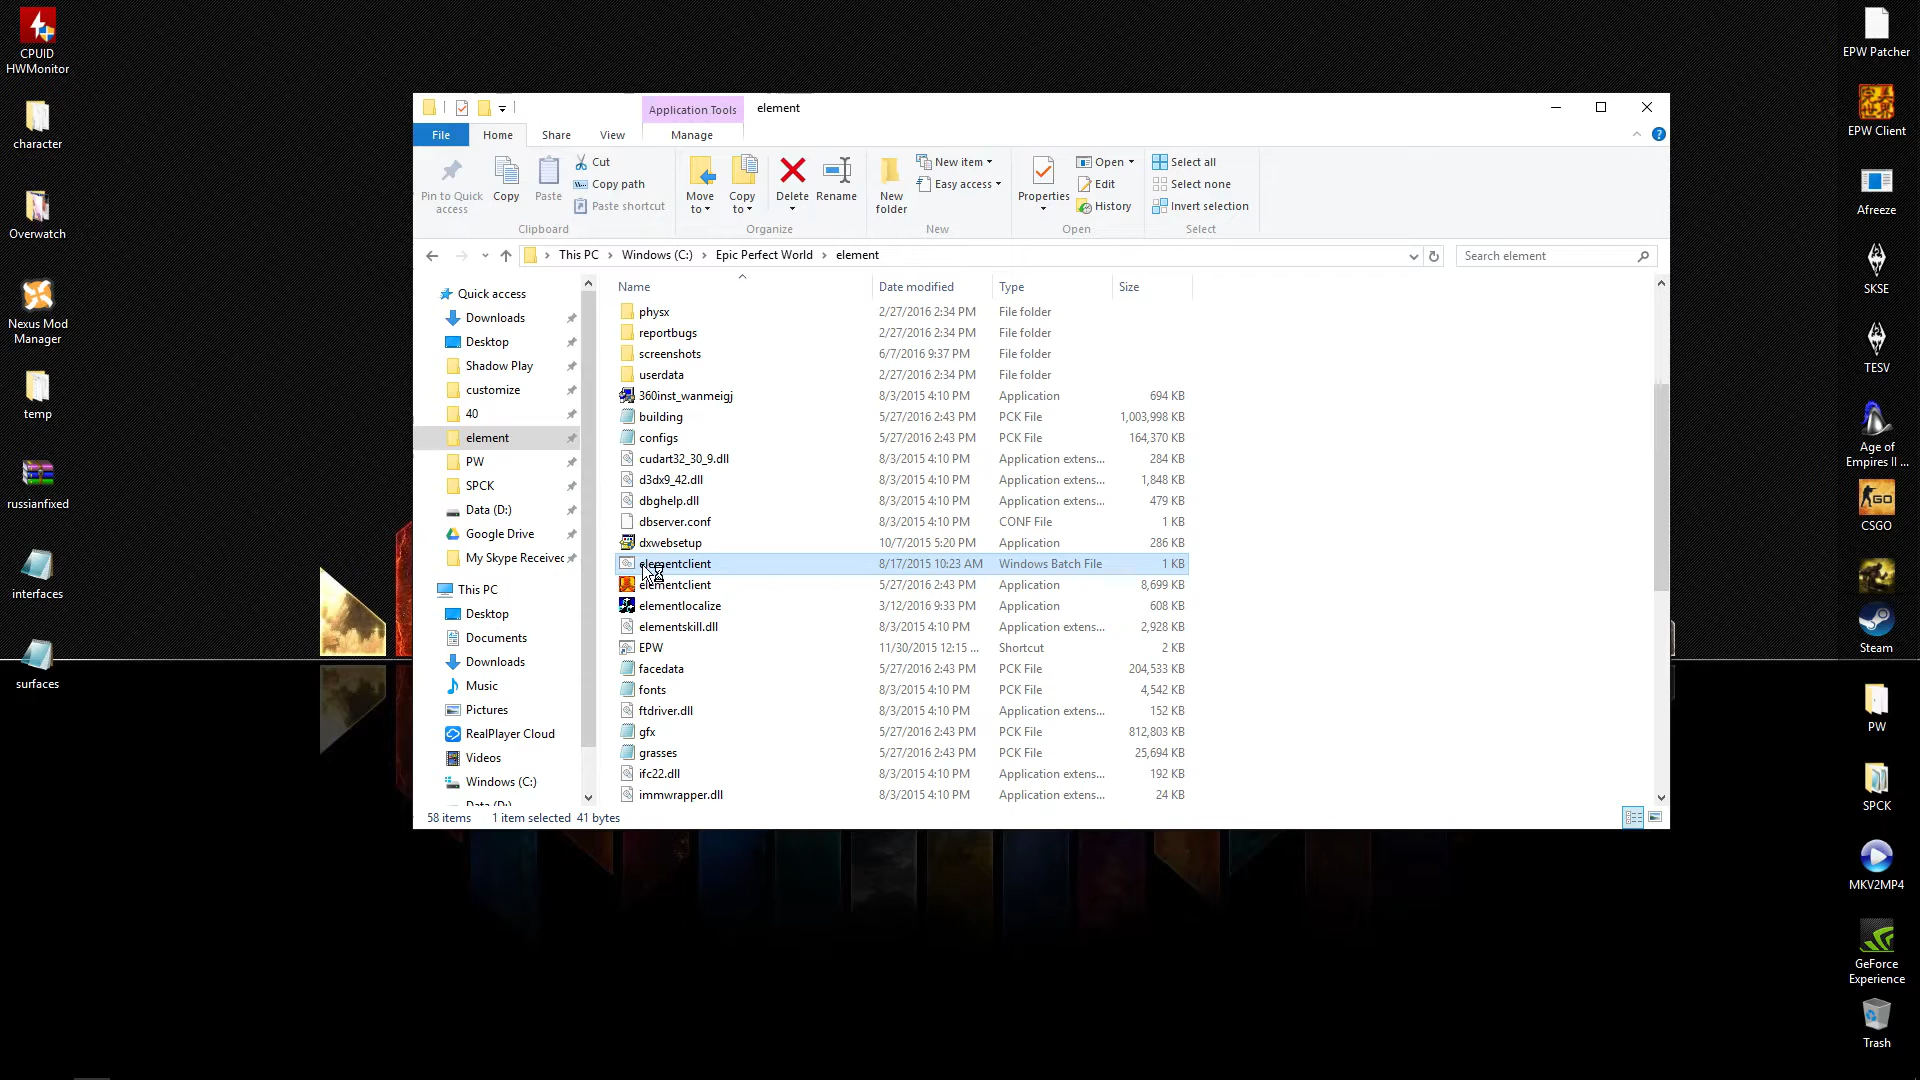 CPUID
HWMonitor
character
Overwatch
Nexus Mod
Manager
temp
russianfixed
interfaces
surfaces
Application Tools
element
File
Home
Share
View
Manage
Pin to Quick
access
Copy
Paste
Cut
Copy path
Paste shortcut
Clipboard
Move
to
Copy
to
Delete
Rename
Organize
New
folder
New item
Easy access
New
Properties
Open
Edit
History
Open
Select all
Select none
Invert selection
Select
This PC
Windows (C:)
Epic Perfect World
element
Search element
Quick access
Downloads
Desktop
Shadow Play
customize
40
element
PW
SPCK
Data (D:)
Google Drive
My Skype Receivec
This PC
Desktop
Documents
Downloads
Music
Pictures
RealPlayer Cloud
Videos
Windows (C:)
Data (D:)
Name Date modified Type Size
physx 2/27/2016 2:34 PM File folder
reportbugs 2/27/2016 2:34 PM File folder
screenshots 6/7/2016 9:37 PM File folder
userdata 2/27/2016 2:34 PM File folder
360inst_wanmeigj 8/3/2015 4:10 PM Application 694 KB
building 5/27/2016 2:43 PM PCK File 1,003,998 KB
configs 5/27/2016 2:43 PM PCK File 164,370 KB
cudart32_30_9.dll 8/3/2015 4:10 PM Application extens... 284 KB
d3dx9_42.dll 8/3/2015 4:10 PM Application extens... 1,848 KB
dbghelp.dll 8/3/2015 4:10 PM Application extens... 479 KB
dbserver.conf 8/3/2015 4:10 PM CONF File 1 KB
dxwebsetup 10/7/2015 5:20 PM Application 286 KB
elementclient 8/17/2015 10:23 AM Windows Batch File 1 KB
elementclient 5/27/2016 2:43 PM Application 8,699 KB
elementlocalize 3/12/2016 9:33 PM Application 608 KB
elementskill.dll 8/3/2015 4:10 PM Application extens... 2,928 KB
EPW 11/30/2015 12:15 ... Shortcut 2 KB
facedata 5/27/2016 2:43 PM PCK File 204,533 KB
fonts 8/3/2015 4:10 PM PCK File 4,542 KB
ftdriver.dll 8/3/2015 4:10 PM Application extens... 152 KB
gfx 5/27/2016 2:43 PM PCK File 812,803 KB
grasses 5/27/2016 2:43 PM PCK File 25,694 KB
ifc22.dll 8/3/2015 4:10 PM Application extens... 192 KB
immwrapper.dll 8/3/2015 4:10 PM Application extens... 24 KB
58 items 1 item selected 41 bytes
EPW Patcher
EPW Client
Afreeze
SKSE
TESV
Age of
Empires II ...
GO
CSGO
Steam
PW
SPCK
MKV2MP4
GeForce
Experience
Trash